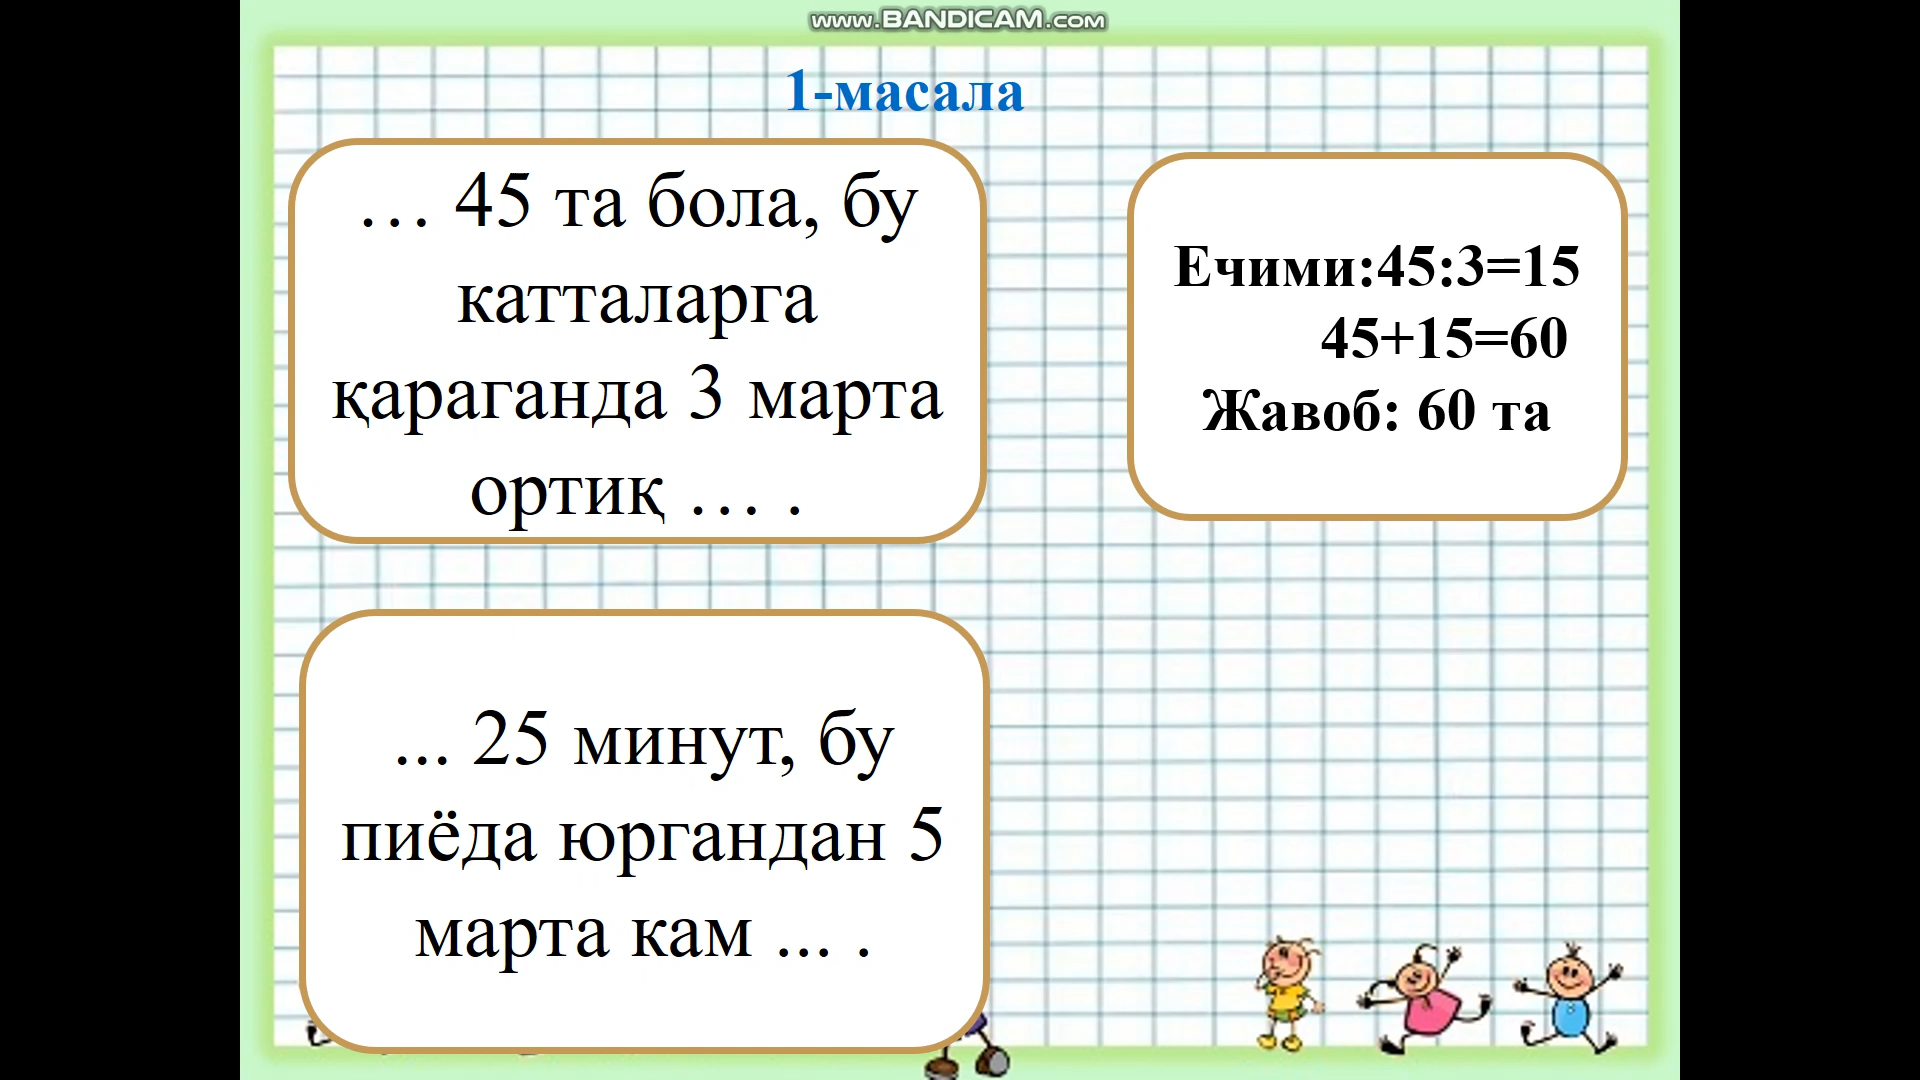 www.BANDICAM.com
1-масала
… 45 та бола, бу
катталарга
қараганда 3 марта
ортиқ … .
Ечими:45:3=15
45+15=60
Жавоб: 60 та
... 25 минут, бу
пиёда юргандан 5
марта кам ... .